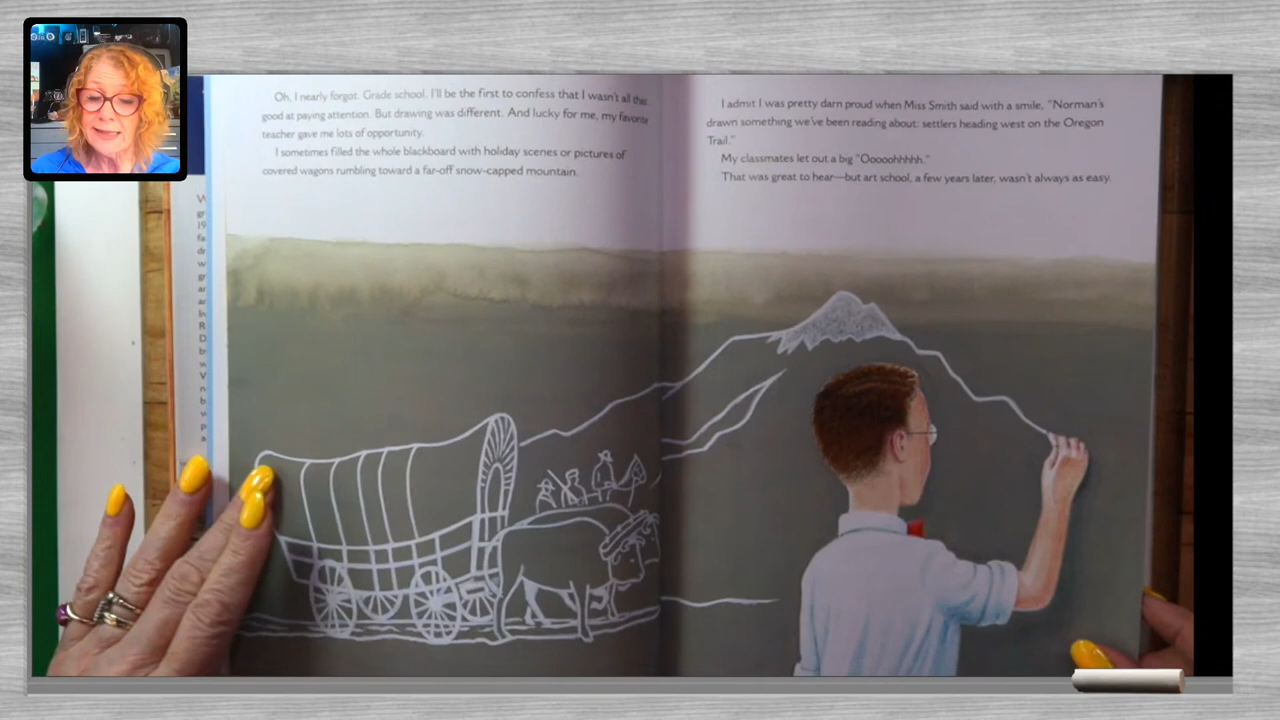 Oh, I nearly forgot. Grade school. I'll be the first to confess that I wasn't all that
good at paying attention. But drawing was different. And lucky for me, my favorite
teacher gave me lots of opportunity.
I sometimes filled the whole blackboard with holiday scenes or pictures of
covered wagons rumbling toward a far-off snow-capped mountain.
I admit I was pretty darn proud when Miss Smith said with a smile, "Norman's
drawn something we've been reading about: settlers heading west on the Oregon
Trail."
My classmates let out a big "Ooooohhhhh."
That was great to hear—but art school, a few years later, wasn't always as easy.